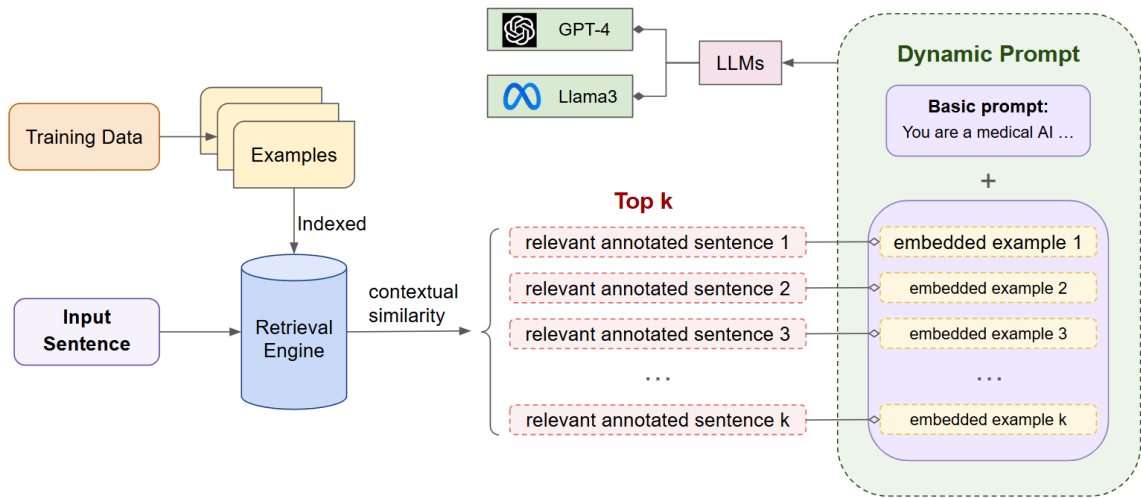 GPT-4
LLMs
Llama3
Dynamic Prompt
Basic prompt:
You are a medical AI ...
+
Training Data
Examples
Indexed
Input
Sentence
Retrieval
Engine
contextual
similarity
Top k
relevant annotated sentence 1
relevant annotated sentence 2
relevant annotated sentence 3
...
relevant annotated sentence k
embedded example 1
embedded example 2
embedded example 3
...
embedded example k